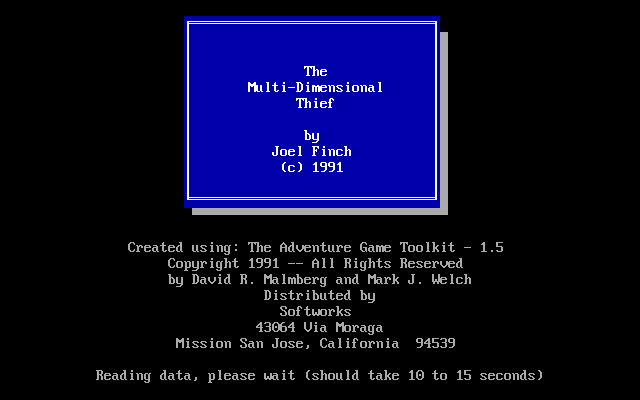 The
Multi-Dimensional
Thief
by
Joel Finch
(c) 1991
Created using: The Adventure Game Toolkit - 1.5
Copyright 1991 -- All Rights Reserved
by David R. Malmberg and Mark J. Welch
Distributed by
Softworks
43064 Via Moraga
Mission San Jose, California  94539
Reading data, please wait (should take 10 to 15 seconds)